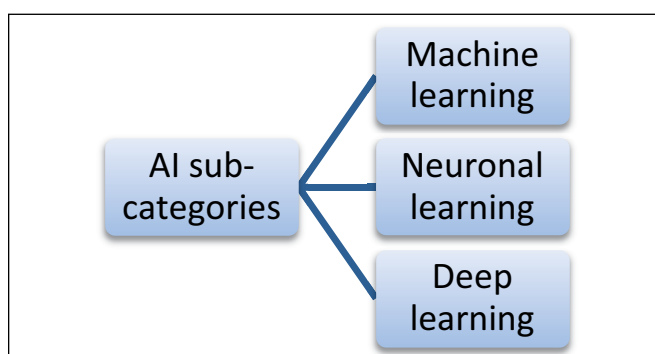 Machine
learning
AI sub-
categories
Neuronal
learning
Deep
learning